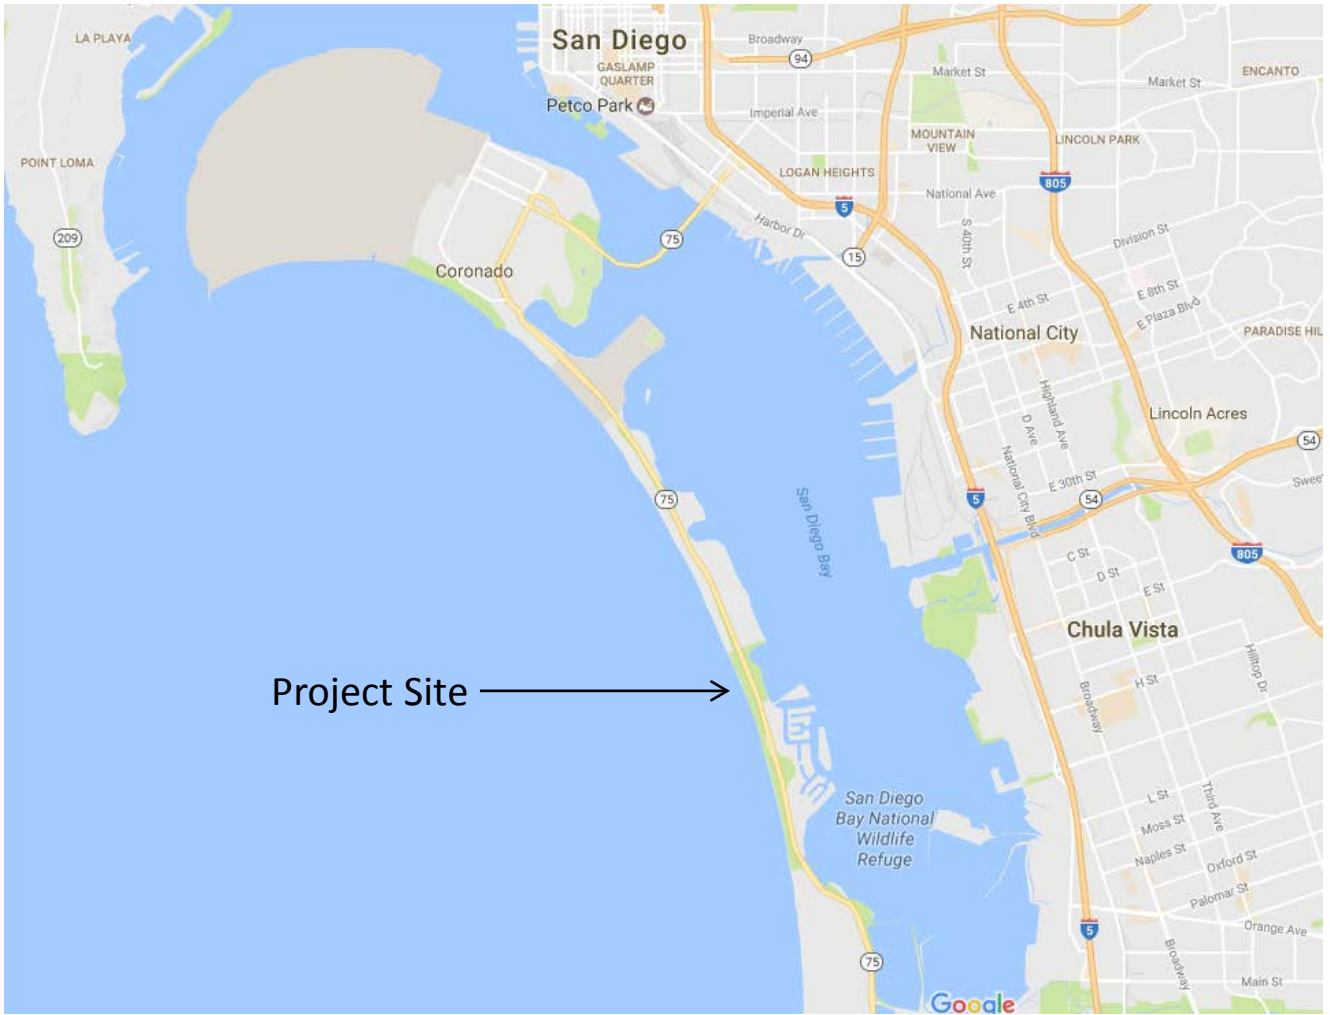 LA PLAYA
San Diego
Broadway
94
GASLAMP
QUARTER
Market St
Market St
ENCANTO
Petco Park
Imperial Ave
MOUNTAIN
VIEW
LINCOLN PARK
POINT LOMA
LOGAN HEIGHTS
805
National Ave
5
209
75
Harbor Dr
S 40th St
Division St
15
Coronado
E 8th St
E 4th St
E Plaza Blvd
National City
PARADISE HIL
Highland Ave
D Ave
Lincoln Acres
54
National City Blvd
E 30th St
Sweet
75
San Diego Bay
5
54
C St
805
D St
E St
Chula Vista
Hilltop Dr
Project Site
H St
Broadway
San Diego
Bay National
Wildlife
Refuge
L St
Third Ave
Moss St
Naples St
Oxford St
Palomar St
5
Orange Ave
Broadway
75
Main St
Google